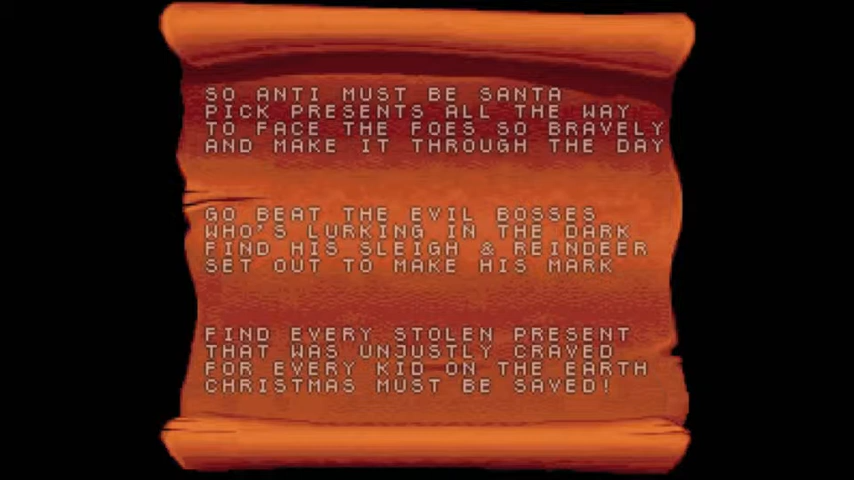 SO ANTI MUST BE SANTA
PICK PRESENTS ALL THE WAY
TO FACE THE FOES SO BRAVELY
AND MAKE IT THROUGH THE DAY
GO BEAT THE EVIL BOSSES
WHO'S LURKING IN THE DARK
FIND HIS SLEIGH & REINDEER
SET OUT TO MAKE HIS MARK
FIND EVERY STOLEN PRESENT
THAT WAS UNJUSTLY CRAVED
FOR EVERY KID ON THE EARTH
CHRISTMAS MUST BE SAVED!